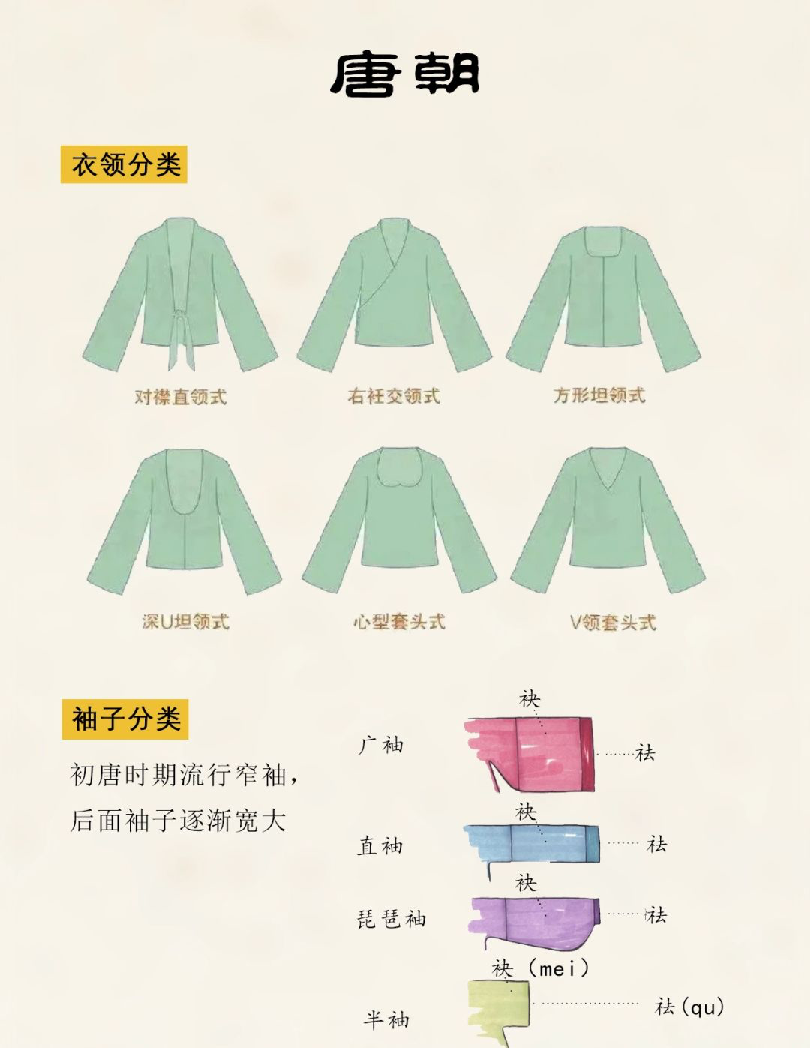 唐朝
衣领分类
对襟直领式
右衽交领式
方形坦领式
深U坦领式
心型套头式
V领套头式
袖子分类
初唐时期流行窄袖，
后面袖子逐渐宽大
广袖
袂
祛
直袖
袂
祛
琵琶袖
袂
祛
半袖
袂（mei）
祛(qu)